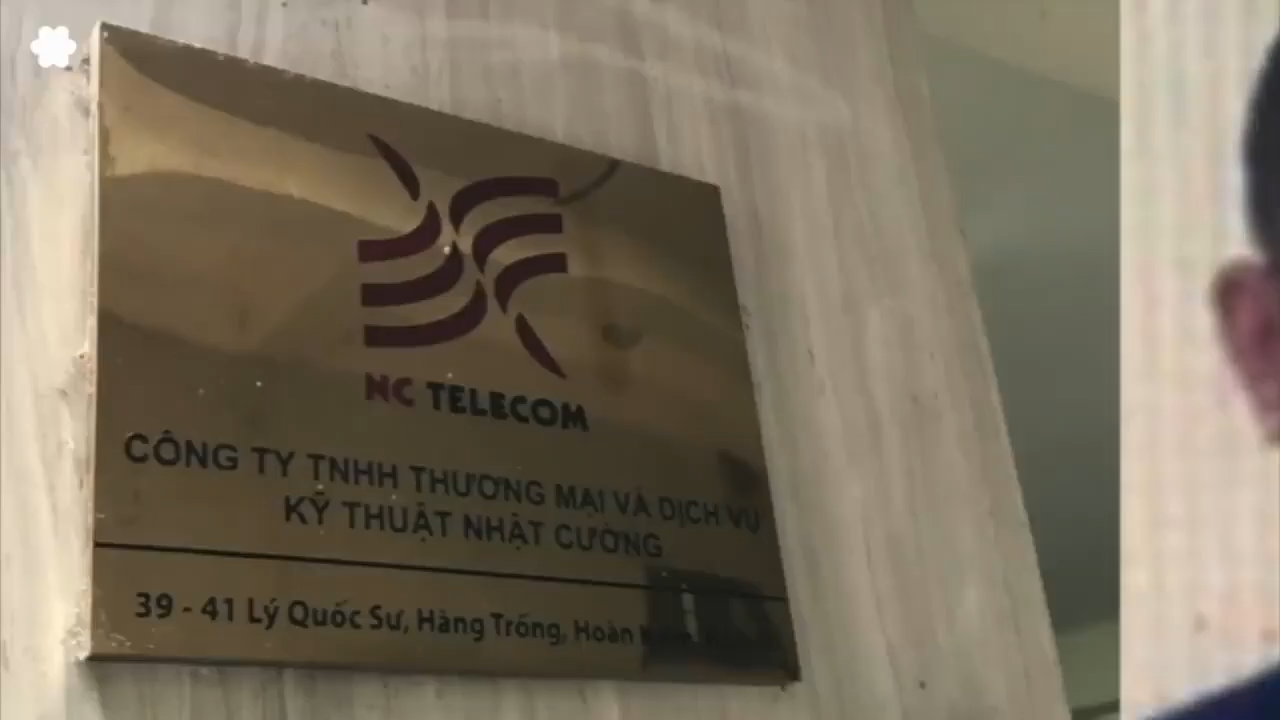 NC TELECOM
CÔNG TY TNHH THƯƠNG MẠI VÀ DỊCH VỤ
KỸ THUẬT NHẬT CƯỜNG
39 - 41 Lý Quốc Sư, Hàng Trống, Hoàn